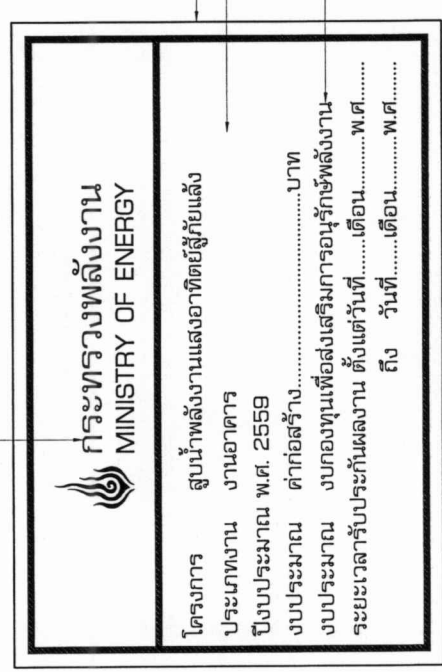 กระทรวงพลังงาน
MINISTRY OF ENERGY
โครงการ สูบน้ำพลังงานแสงอาทิตย์สู้ภัยแล้ง
ประเภทงาน งานอาคาร
ปีงบประมาณ พ.ศ. 2559
งบประมาณ ค่าก่อสร้าง..............................บาท
งบประมาณ งบกองทุนเพื่อส่งเสริมการอนุรักษ์พลังงาน
ระยะเวลารับประกันผลงาน ตั้งแต่วันที่.......เดือน...........พ.ศ.........
ถึง วันที่.......เดือน...........พ.ศ.........